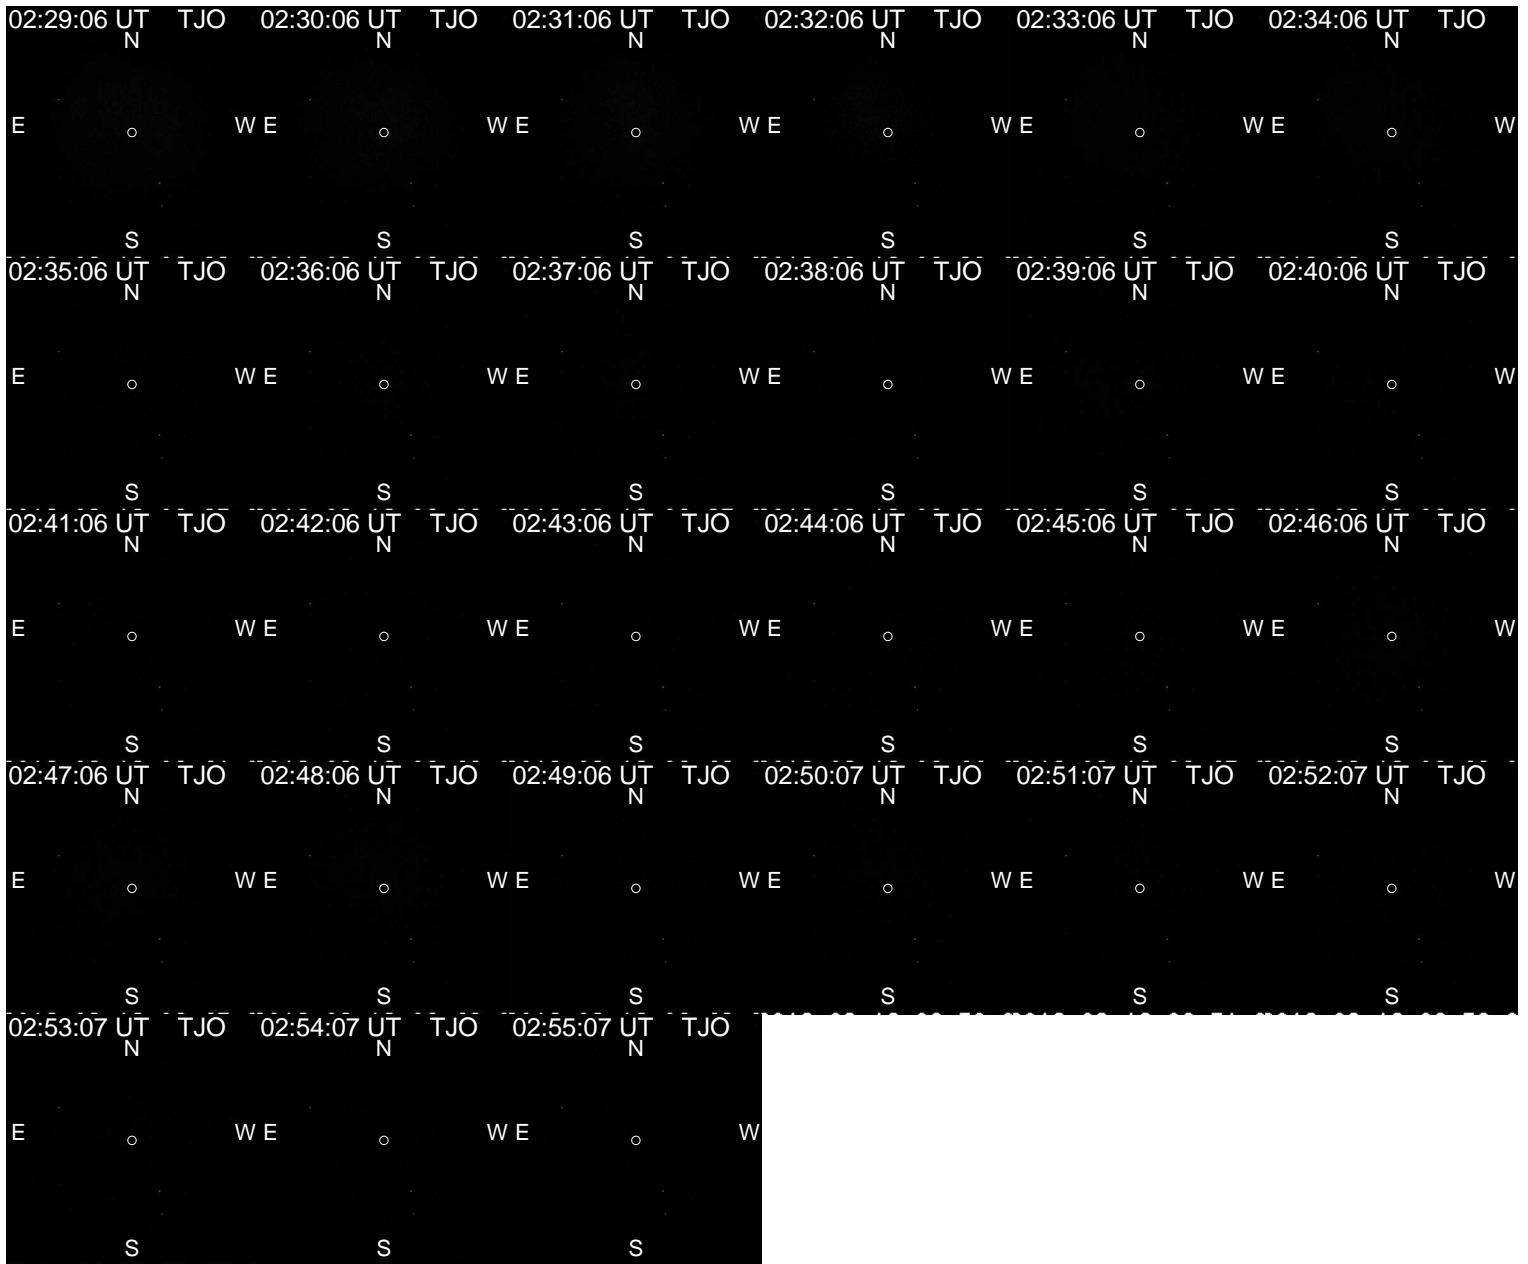 02:29:06 UT TJO 02:30:06 UT TJO 02:31:06 UT TJO 02:32:06 UT TJO 02:33:06 UT TJO 02:34:06 UT TJO
N N N N N N
E W E W E W E W E W E W
S S S S S S
02:35:06 UT TJO 02:36:06 UT TJO 02:37:06 UT TJO 02:38:06 UT TJO 02:39:06 UT TJO 02:40:06 UT TJO
N N N N N N
E W E W E W E W E W E W
S S S S S S
02:41:06 UT TJO 02:42:06 UT TJO 02:43:06 UT TJO 02:44:06 UT TJO 02:45:06 UT TJO 02:46:06 UT TJO
N N N N N N
E W E W E W E W E W E W
S S S S S S
02:47:06 UT TJO 02:48:06 UT TJO 02:49:06 UT TJO 02:50:07 UT TJO 02:51:07 UT TJO 02:52:07 UT TJO
N N N N N N
E W E W E W E W E W E W
S S S S S S
02:53:07 UT TJO 02:54:07 UT TJO 02:55:07 UT TJO
N N N
E W E W E W
S S S